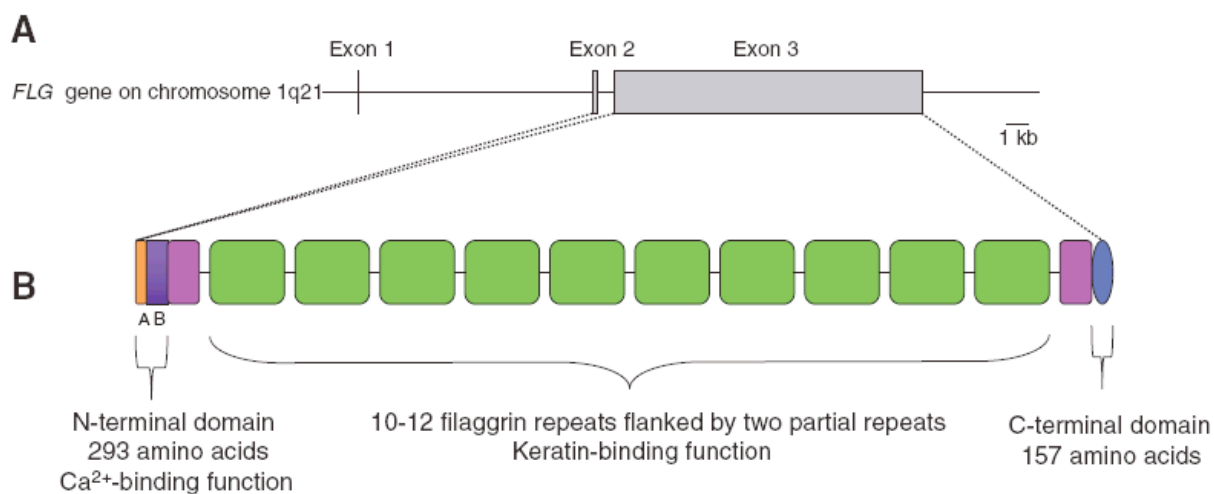 A
Exon 1
Exon 2
Exon 3
FLG gene on chromosome 1q21
1 kb
B
A B
N-terminal domain
293 amino acids
Ca²⁺-binding function
10-12 filaggrin repeats flanked by two partial repeats
Keratin-binding function
C-terminal domain
157 amino acids